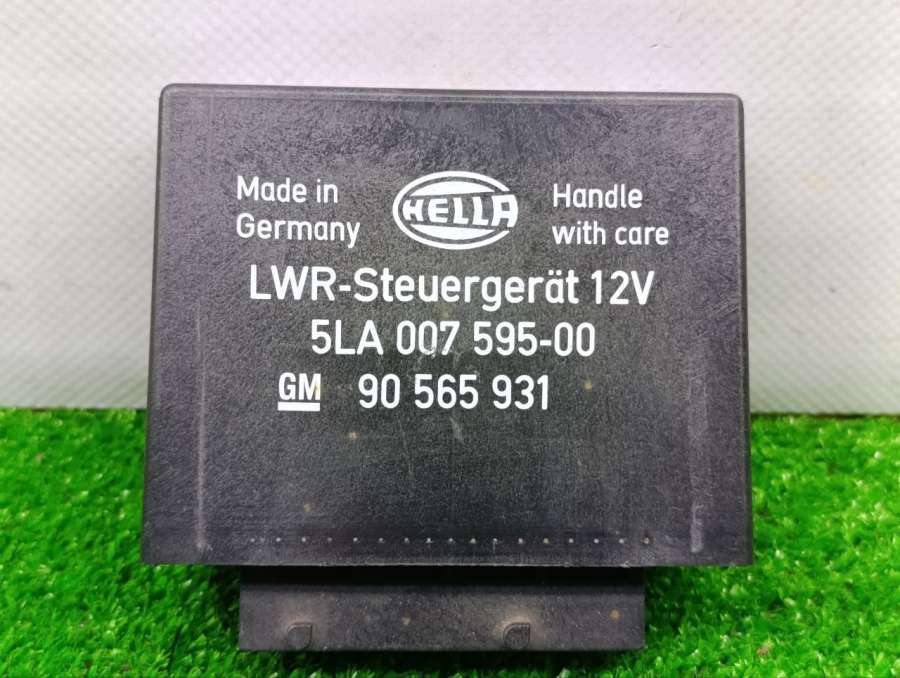 Made in
Germany
HELLA
Handle
with care
LWR-Steuergerät 12V
5LA 007 595-00
GM 90 565 931